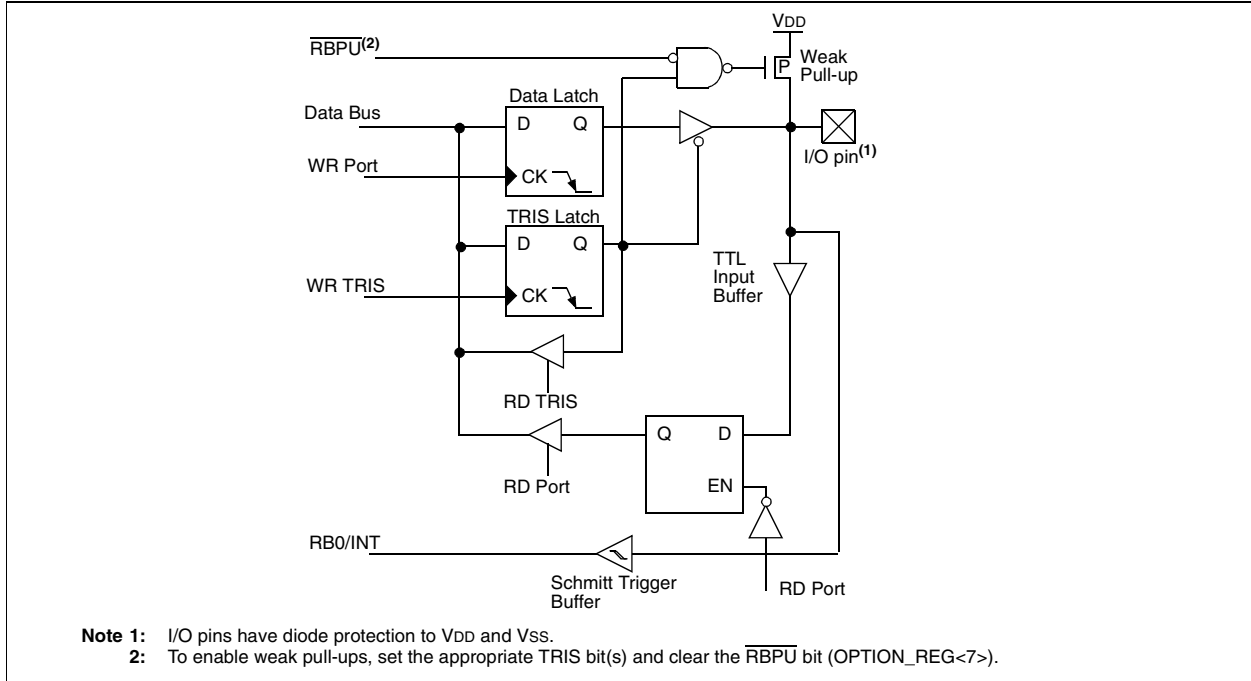 VDD
RBPU(2)
P
Weak
Pull-up
Data Latch
Data Bus
D
Q
I/O pin(1)
WR Port
CK
TRIS Latch
D
Q
TTL
Input
Buffer
WR TRIS
CK
RD TRIS
Q
D
RD Port
EN
RB0/INT
Schmitt Trigger
Buffer
RD Port
Note 1: I/O pins have diode protection to VDD and VSS.
2: To enable weak pull-ups, set the appropriate TRIS bit(s) and clear the RBPU bit (OPTION_REG<7>).